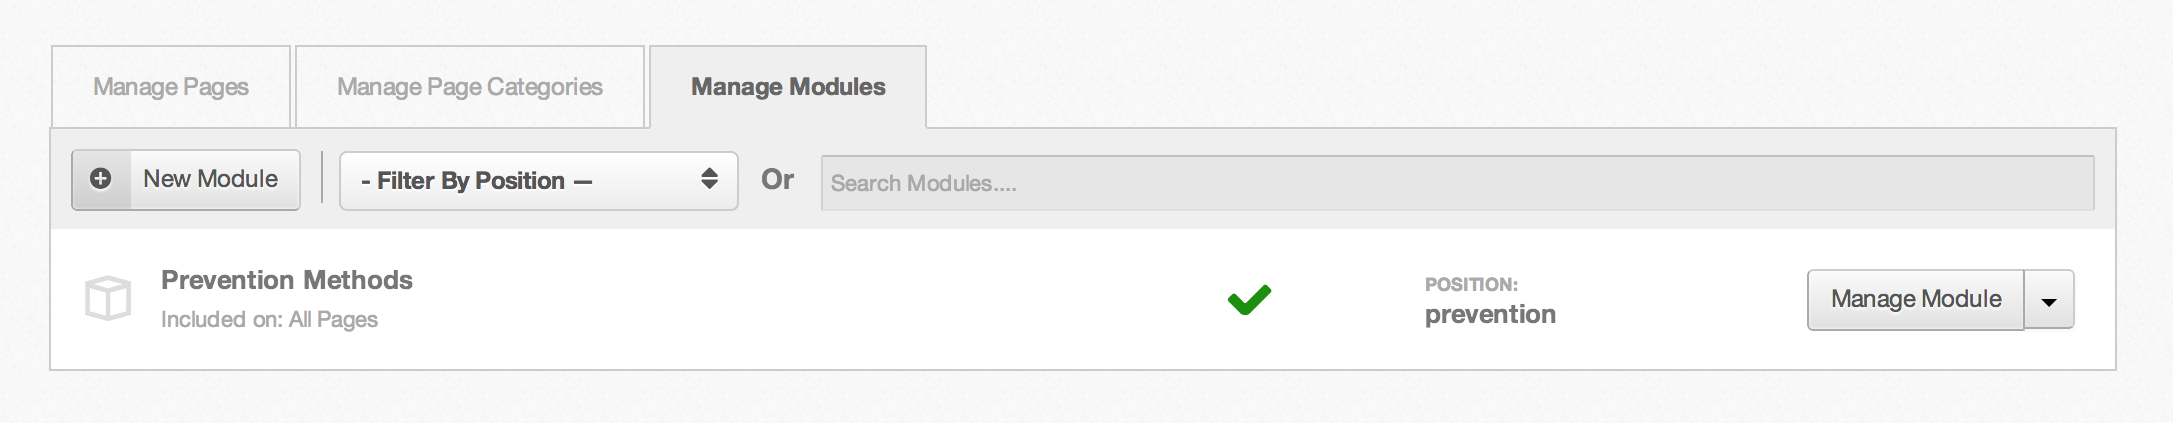 Manage Pages
Manage Page Categories
Manage Modules
New Module
- Filter By Position —
Or
Search Modules....
Prevention Methods
Included on: All Pages
POSITION:
prevention
Manage Module